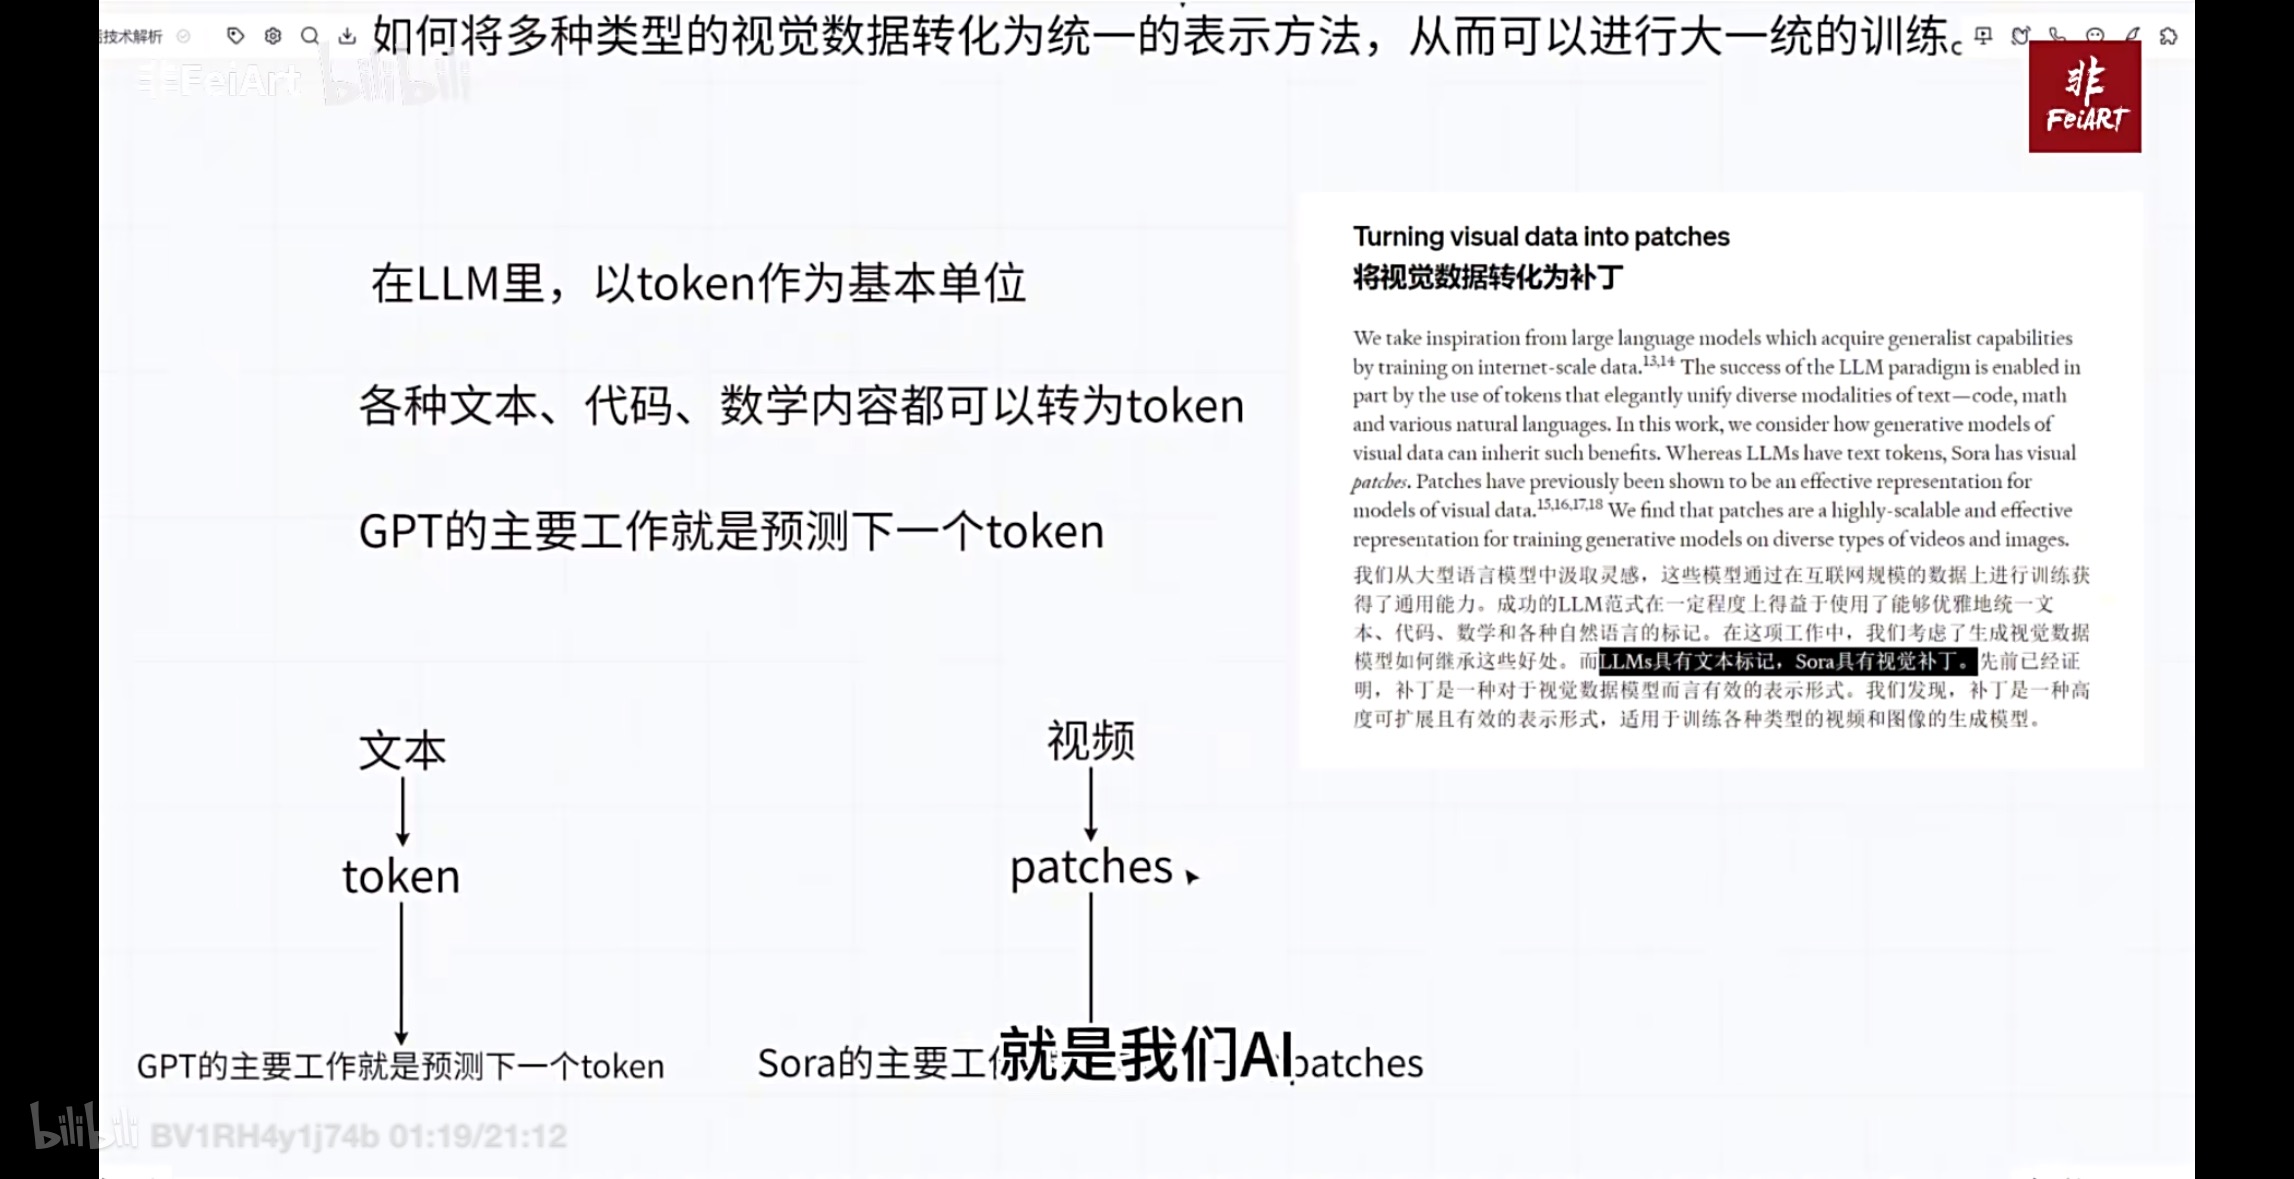 技术解析
如何将多种类型的视觉数据转化为统一的表示方法，从而可以进行大一统的训练。
非FeiArt bilibili
非
FeiART
在LLM里，以token作为基本单位
各种文本、代码、数学内容都可以转为token
GPT的主要工作就是预测下一个token
Turning visual data into patches
将视觉数据转化为补丁
We take inspiration from large language models which acquire generalist capabilities
by training on internet-scale data.13,14 The success of the LLM paradigm is enabled in
part by the use of tokens that elegantly unify diverse modalities of text—code, math
and various natural languages. In this work, we consider how generative models of
visual data can inherit such benefits. Whereas LLMs have text tokens, Sora has visual
patches. Patches have previously been shown to be an effective representation for
models of visual data.15,16,17,18 We find that patches are a highly-scalable and effective
representation for training generative models on diverse types of videos and images.
我们从大型语言模型中汲取灵感，这些模型通过在互联网规模的数据上进行训练获
得了通用能力。成功的LLM范式在一定程度上得益于使用了能够优雅地统一文
本、代码、数学和各种自然语言的标记。在这项工作中，我们考虑了生成视觉数据
模型如何继承这些好处。而LLMs具有文本标记，Sora具有视觉补丁。先前已经证
明，补丁是一种对于视觉数据模型而言有效的表示形式。我们发现，补丁是一种高
度可扩展且有效的表示形式，适用于训练各种类型的视频和图像的生成模型。
文本
token
GPT的主要工作就是预测下一个token
视频
patches
Sora的主要工 patches
就是我们AI
bilibili BV1RH4y1j74b 01:19/21:12